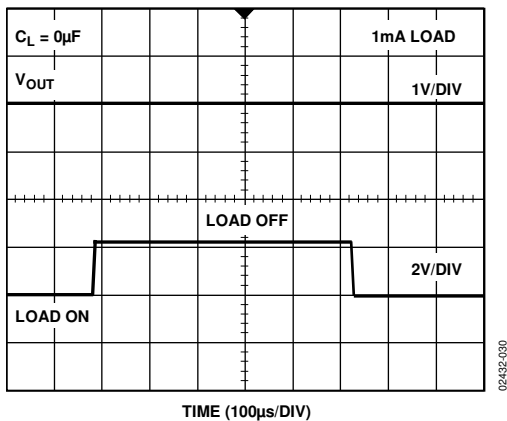 C_L = 0µF
1mA LOAD
V_OUT
1V/DIV
LOAD OFF
2V/DIV
LOAD ON
02432-030
TIME (100µs/DIV)